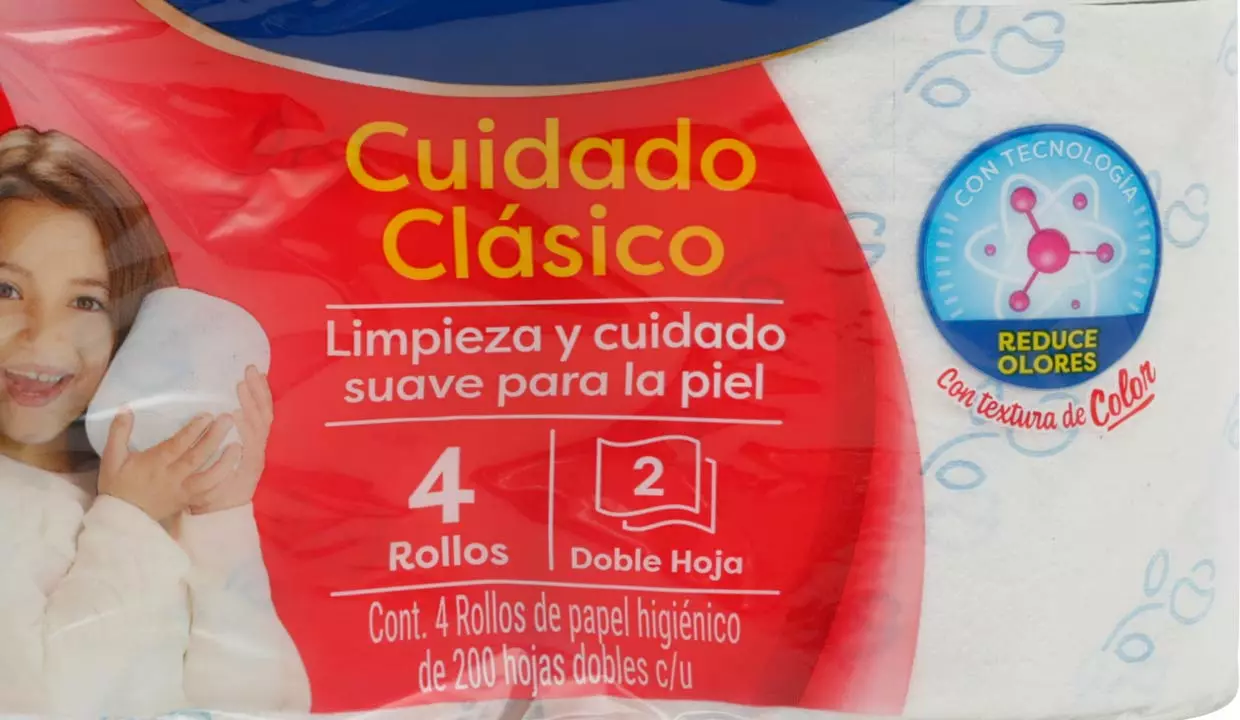 Cuidado
Clásico
Limpieza y cuidado
suave para la piel
4
Rollos
2
Doble Hoja
Cont. 4 Rollos de papel higiénico
de 200 hojas dobles c/u
CON TECNOLOGÍA
REDUCE
OLORES
Con textura de Color